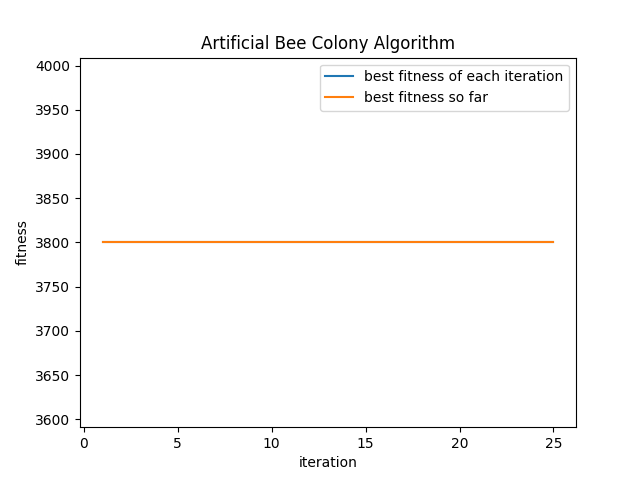 Artificial Bee Colony Algorithm
best fitness of each iteration
best fitness so far
fitness
4000
3950
3900
3850
3800
3750
3700
3650
3600
0 5 10 15 20 25
iteration